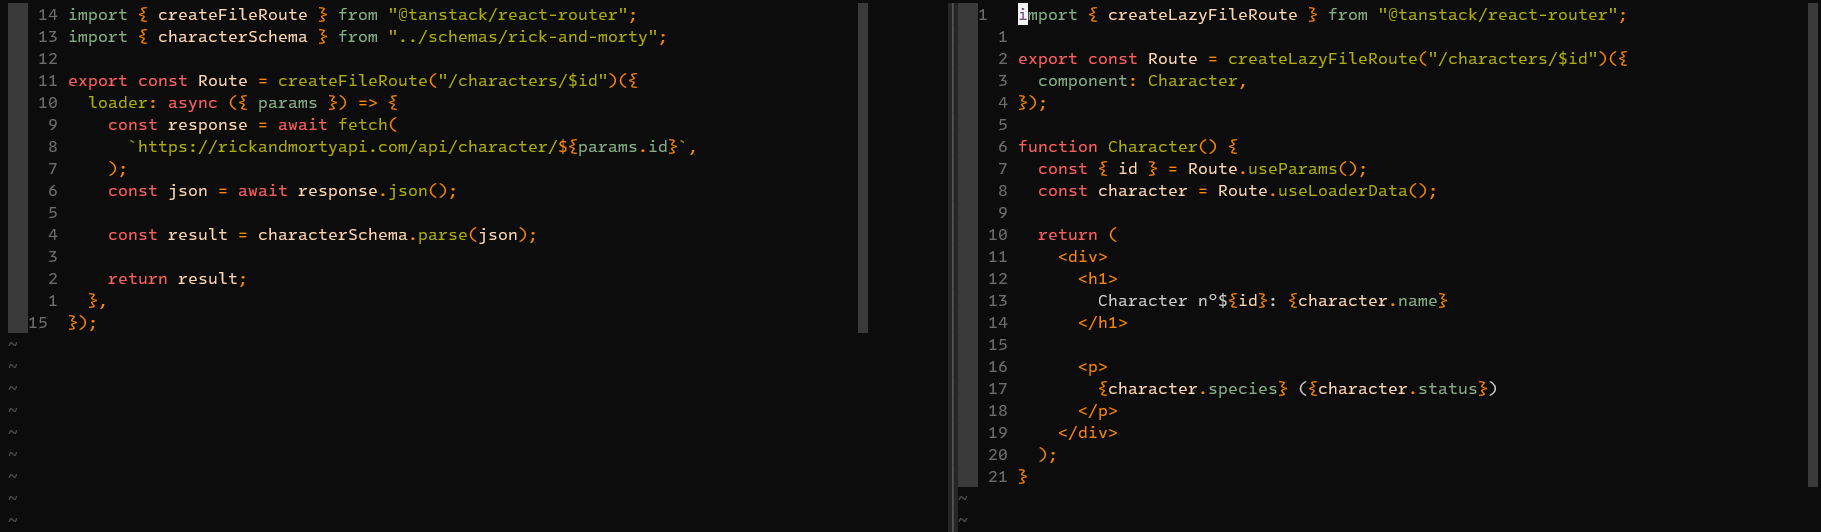 14 import { createFileRoute } from "@tanstack/react-router";
13 import { characterSchema } from "../schemas/rick-and-morty";
12
11 export const Route = createFileRoute("/characters/$id")({
10   loader: async ({ params }) => {
 9     const response = await fetch(
 8       `https://rickandmortyapi.com/api/character/${params.id}`,
 7     );
 6     const json = await response.json();
 5
 4     const result = characterSchema.parse(json);
 3
 2     return result;
 1   },
15  });
~
~
~
~
~
~
~
~
~
1   import { createLazyFileRoute } from "@tanstack/react-router";
 1
 2 export const Route = createLazyFileRoute("/characters/$id")({
 3   component: Character,
 4 });
 5
 6 function Character() {
 7   const { id } = Route.useParams();
 8   const character = Route.useLoaderData();
 9
10   return (
11     <div>
12       <h1>
13         Character nº${id}: {character.name}
14       </h1>
15
16       <p>
17         {character.species} ({character.status})
18       </p>
19     </div>
20   );
21 }
~
~